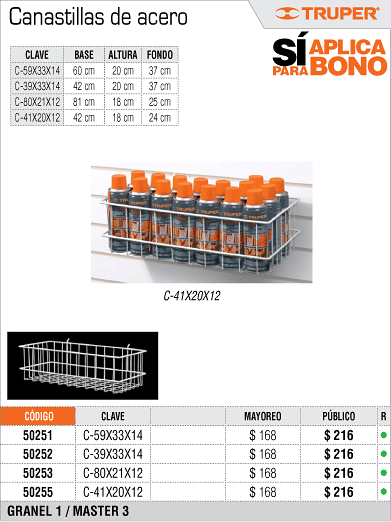 Canastillas de acero
TRUPER
SÍ APLICA
PARA BONO
CLAVE BASE ALTURA FONDO
C-59X33X14 60 cm 20 cm 37 cm
C-39X33X14 42 cm 20 cm 37 cm
C-80X21X12 81 cm 18 cm 25 cm
C-41X20X12 42 cm 18 cm 24 cm
C-41X20X12
CÓDIGO CLAVE MAYOREO PÚBLICO R
50251 C-59X33X14 $ 168 $ 216
50252 C-39X33X14 $ 168 $ 216
50253 C-80X21X12 $ 168 $ 216
50255 C-41X20X12 $ 168 $ 216
GRANEL 1 / MASTER 3